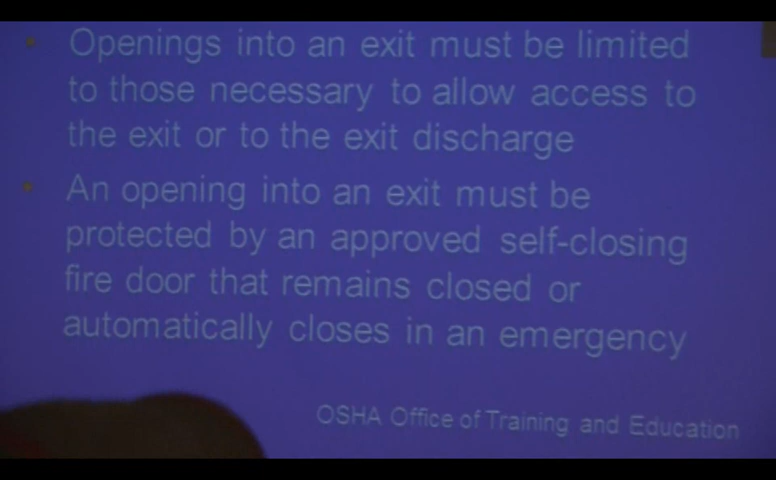 • Openings into an exit must be limited
to those necessary to allow access to
the exit or to the exit discharge
• An opening into an exit must be
protected by an approved self-closing
fire door that remains closed or
automatically closes in an emergency
OSHA Office of Training and Education